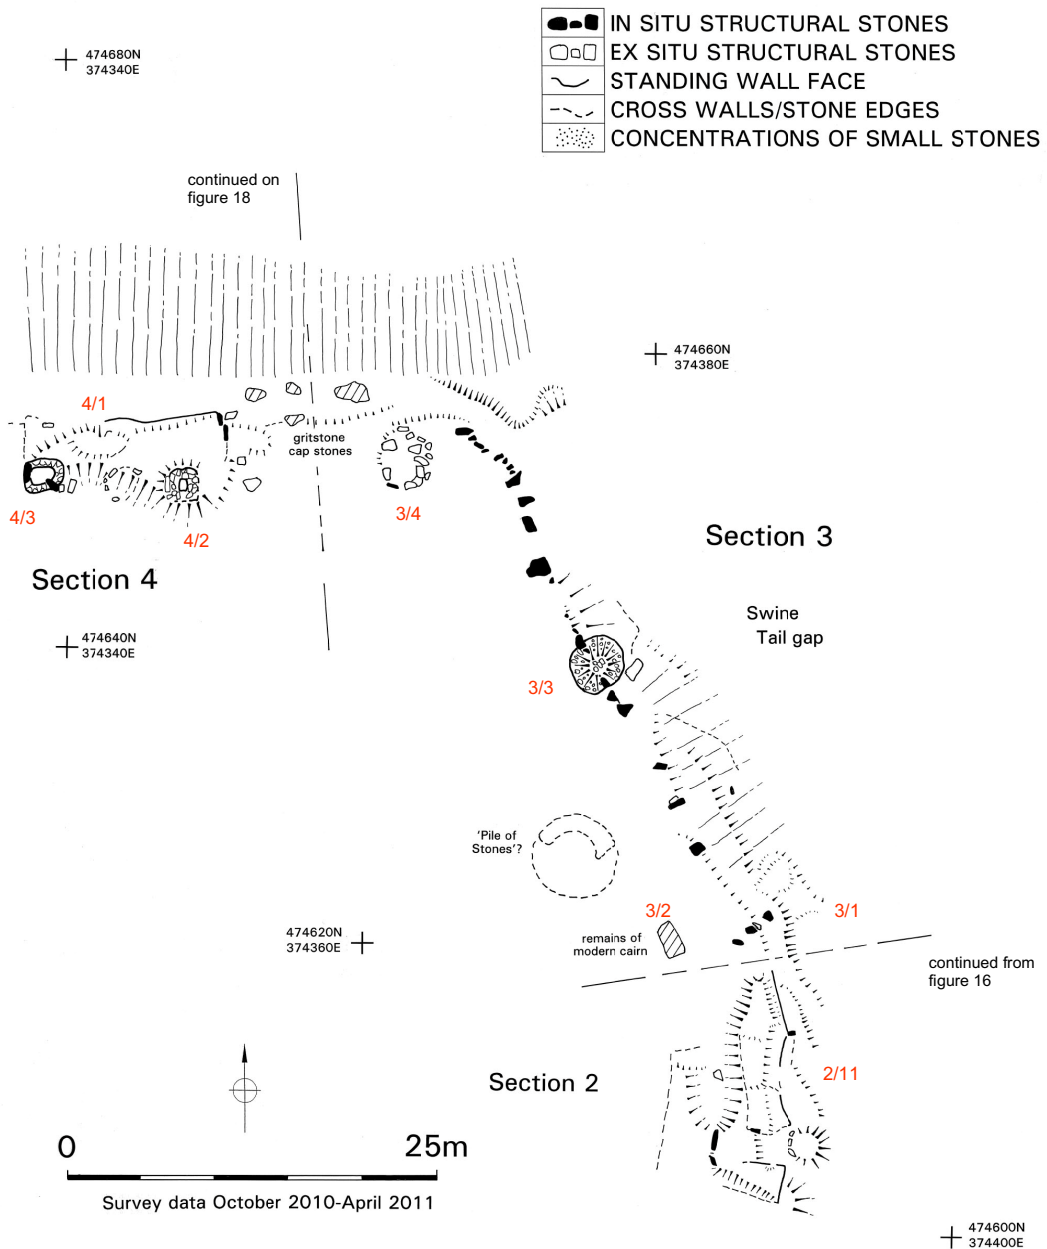 IN SITU STRUCTURAL STONES
EX SITU STRUCTURAL STONES
STANDING WALL FACE
CROSS WALLS/STONE EDGES
CONCENTRATIONS OF SMALL STONES
474680N
374340E
continued on
figure 18
474660N
374380E
4/1
gritstone
cap stones
4/3
4/2
3/4
Section 3
Section 4
Swine
Tail gap
474640N
374340E
3/3
'Pile of
Stones'?
3/2
3/1
remains of
modern cairn
474620N
374360E
continued from
figure 16
Section 2
2/11
0
25m
Survey data October 2010-April 2011
474600N
374400E